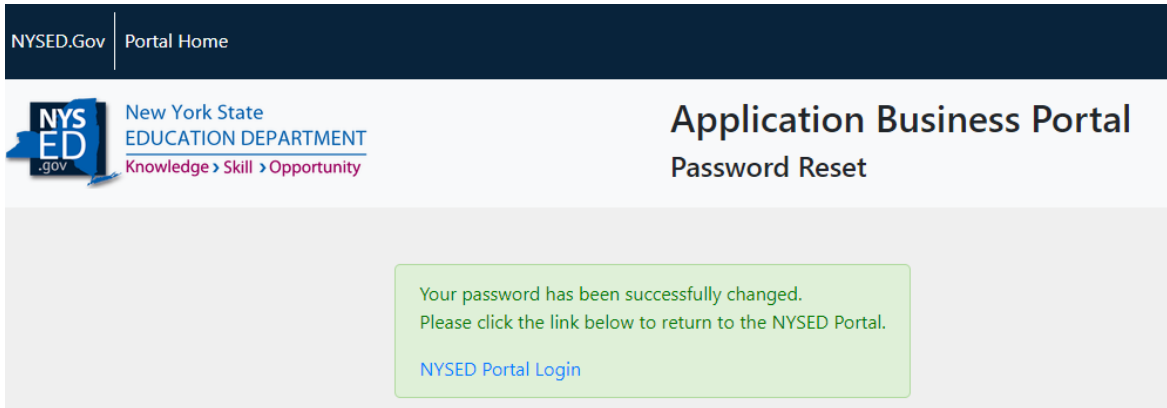 NYSED.Gov Portal Home
NYS
ED
.gov
New York State
EDUCATION DEPARTMENT
Knowledge › Skill › Opportunity
Application Business Portal
Password Reset
Your password has been successfully changed.
Please click the link below to return to the NYSED Portal.
NYSED Portal Login